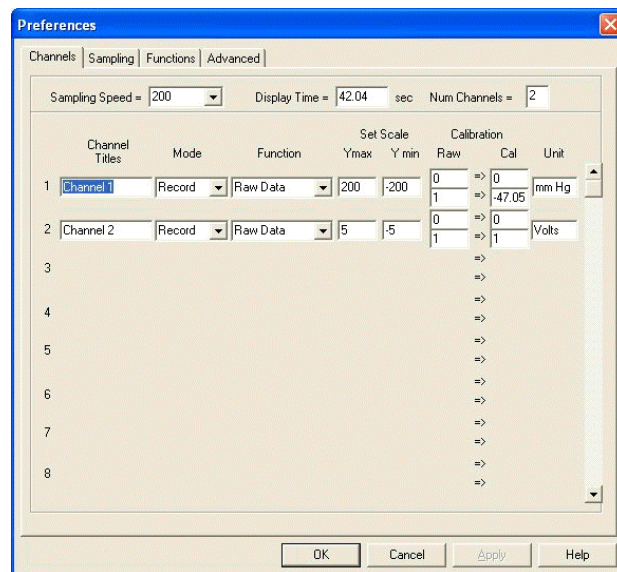 Preferences
Channels Sampling Functions Advanced
Sampling Speed = 200 Display Time = 42.04 sec Num Channels = 2
Set Scale Calibration
Channel Titles Mode Function Ymax Y min Raw Cal Unit
1 Channel 1 Record Raw Data 200 -200 0 => 0 mm Hg
1 => -47.05
2 Channel 2 Record Raw Data 5 -5 0 => 0 Volts
1 => 1
3 =>
=>
4 =>
=>
5 =>
=>
6 =>
=>
7 =>
=>
8 =>
=>
OK Cancel Apply Help